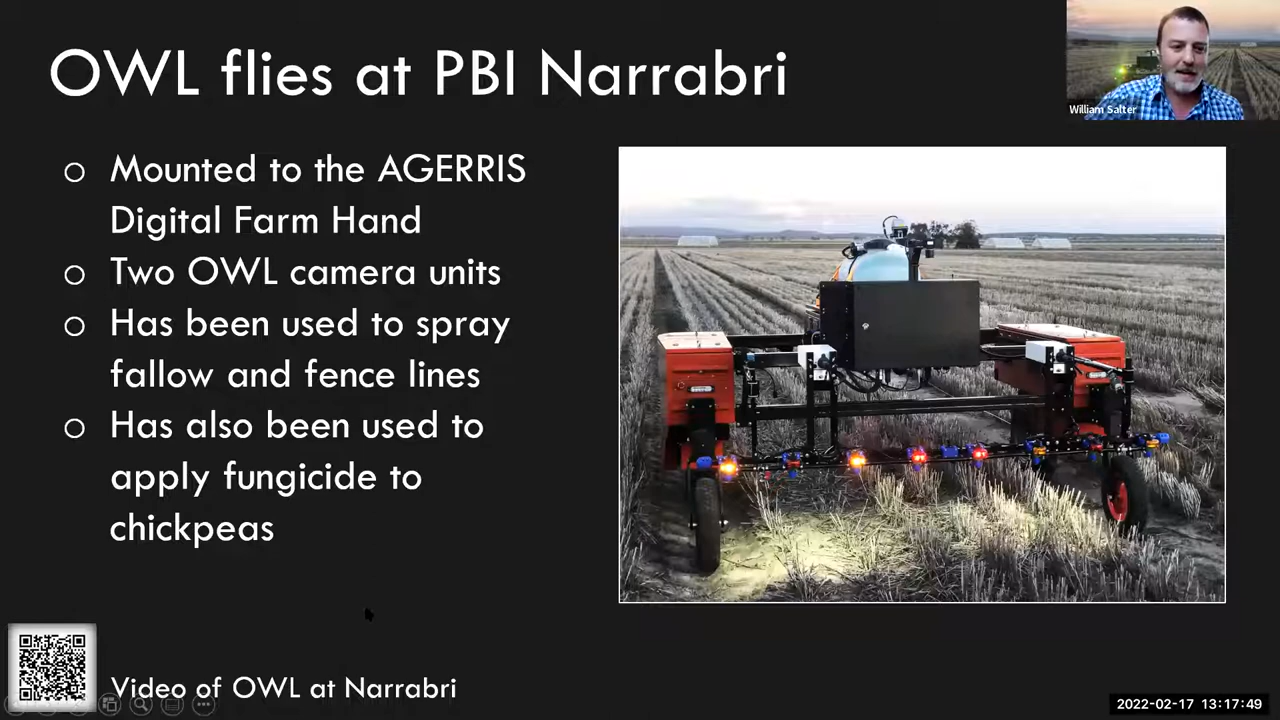 OWL flies at PBI Narrabri
William Salter
○ Mounted to the AGERRIS
Digital Farm Hand
○ Two OWL camera units
○ Has been used to spray
fallow and fence lines
○ Has also been used to
apply fungicide to
chickpeas
Video of OWL at Narrabri
2022-02-17 13:17:49